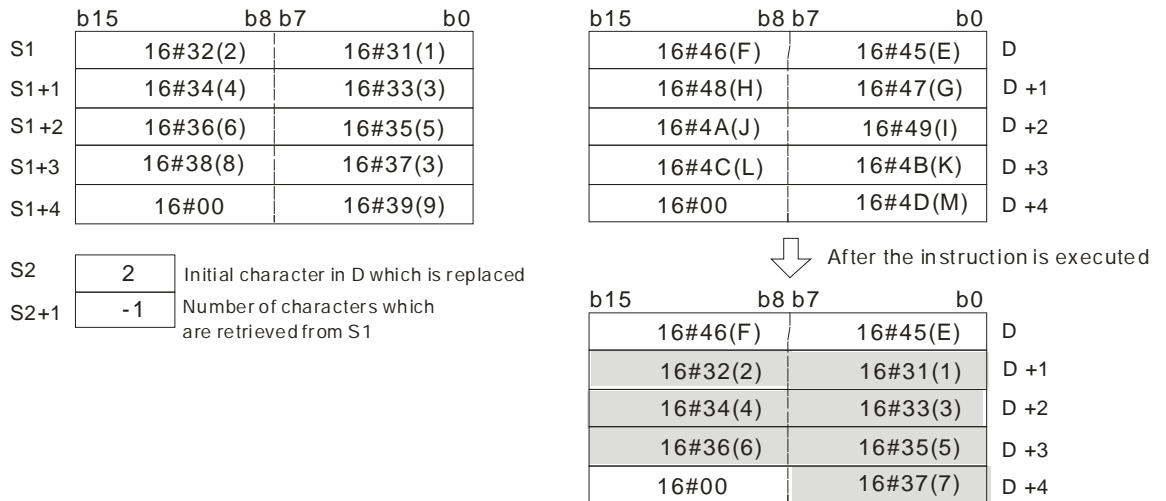 b15 b8 b7 b0
S1 16#32(2) 16#31(1)
S1+1 16#34(4) 16#33(3)
S1+2 16#36(6) 16#35(5)
S1+3 16#38(8) 16#37(3)
S1+4 16#00 16#39(9)
S2 2 Initial character in D which is replaced
S2+1 -1 Number of characters which
are retrieved from S1
b15 b8 b7 b0
16#46(F) 16#45(E) D
16#48(H) 16#47(G) D +1
16#4A(J) 16#49(I) D +2
16#4C(L) 16#4B(K) D +3
16#00 16#4D(M) D +4
After the instruction is executed
b15 b8 b7 b0
16#46(F) 16#45(E) D
16#32(2) 16#31(1) D +1
16#34(4) 16#33(3) D +2
16#36(6) 16#35(5) D +3
16#00 16#37(7) D +4